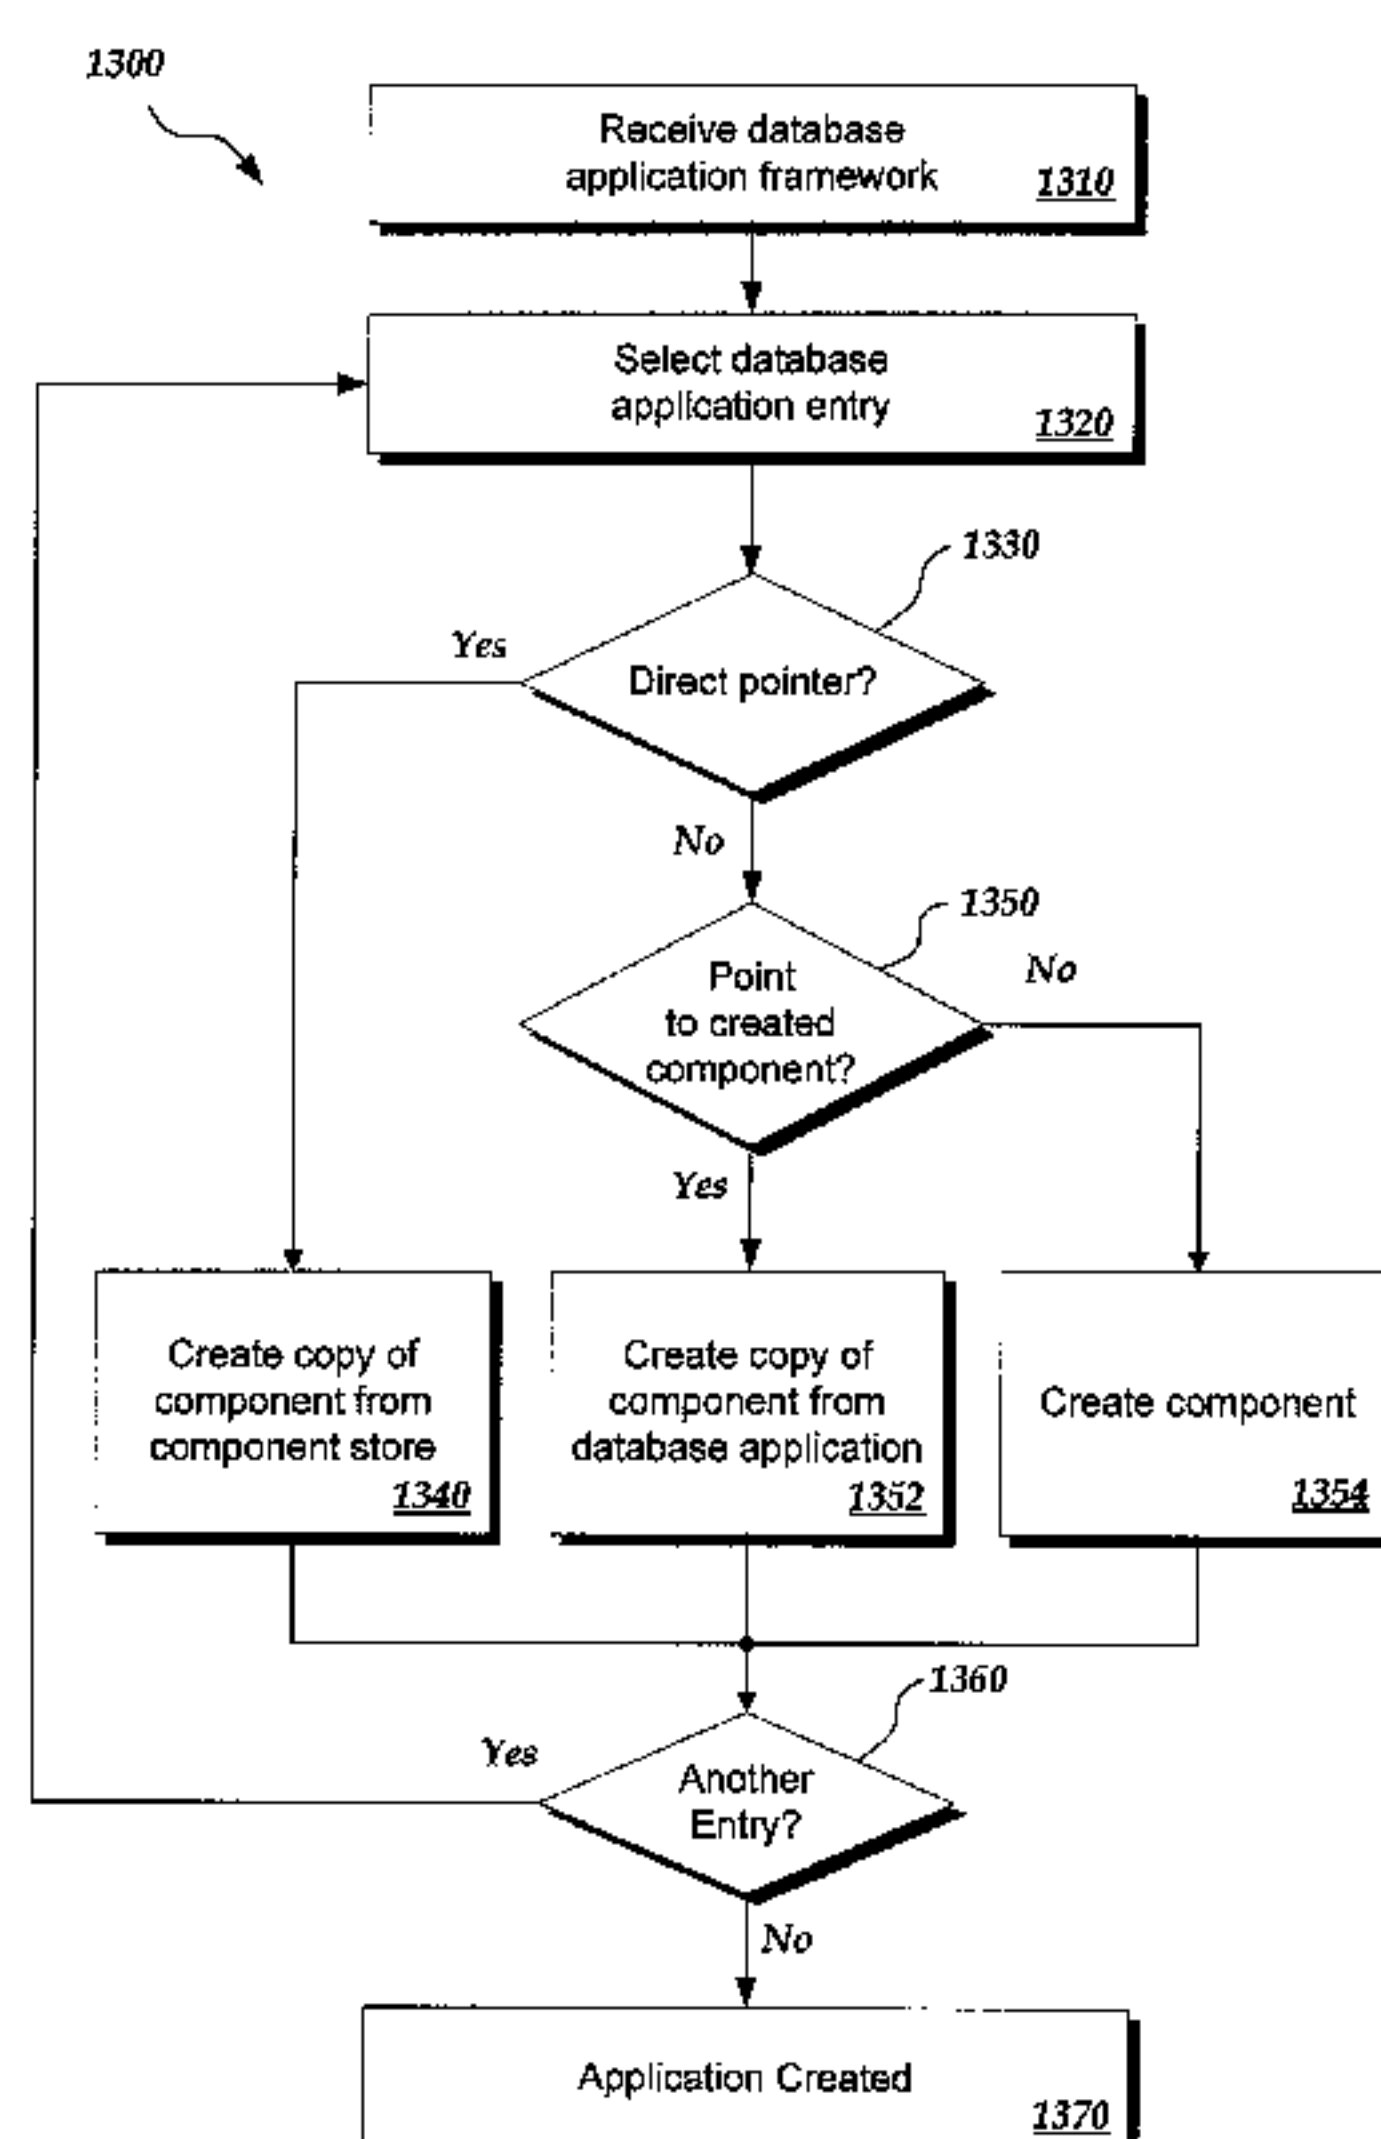 1300
Receive database
application framework
1310
Select database
application entry
1320
1330
Yes
Direct pointer?
No
1350
No
Point
to created
component?
Yes
Create copy of
component from
component store
1340
Create copy of
component from
database application
1352
Create component
1354
1360
Yes
Another
Entry?
No
Application Created
1370